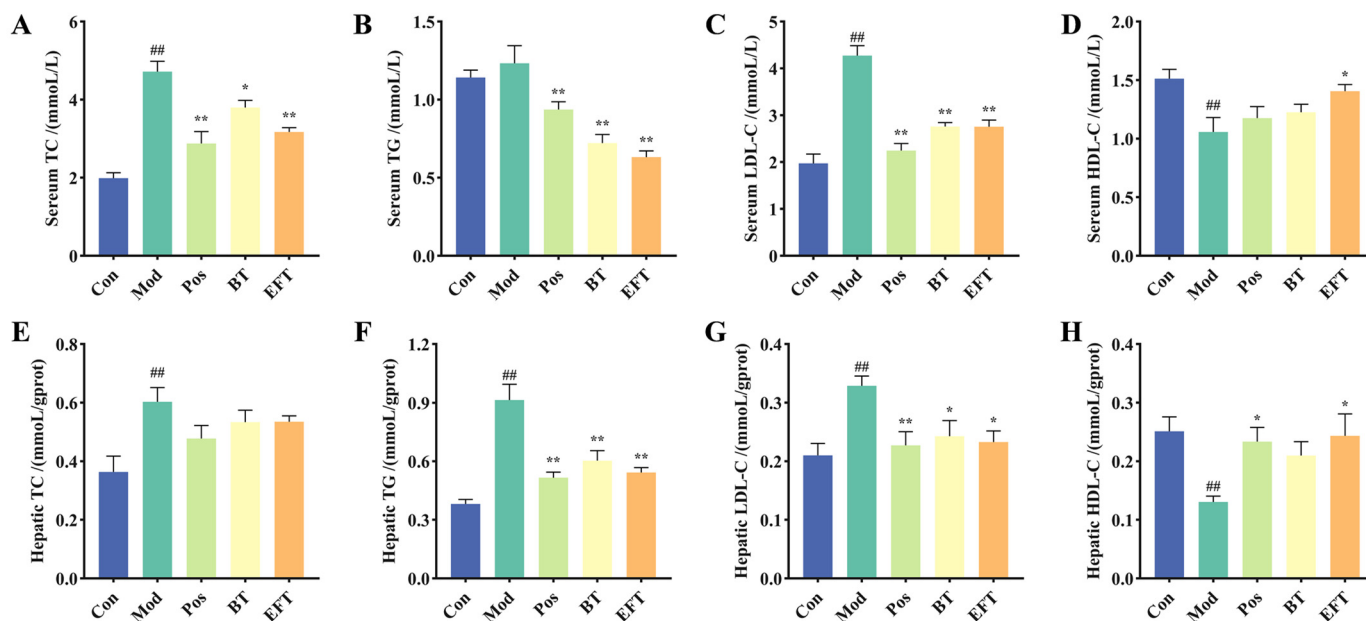 A
Sereum TC /(mmoL/L)
6
4
2
0
##
**
*
**
Con
Mod
Pos
BT
EFT
B
Sereum TG /(mmoL/L)
1.5
1.0
0.5
0.0
**
**
**
Con
Mod
Pos
BT
EFT
C
Sereum LDL-C /(mmoL/L)
5
4
3
2
1
0
##
**
**
**
Con
Mod
Pos
BT
EFT
D
Sereum HDL-C /(mmoL/L)
2.0
1.5
1.0
0.5
0.0
##
*
Con
Mod
Pos
BT
EFT
E
Hepatic TC /(mmoL/gprot)
0.8
0.6
0.4
0.2
0.0
##
Con
Mod
Pos
BT
EFT
F
Hepatic TG /(mmoL/gprot)
1.2
0.9
0.6
0.3
0.0
##
**
**
**
Con
Mod
Pos
BT
EFT
G
Hepatic LDL-C /(mmoL/gprot)
0.4
0.3
0.2
0.1
0.0
##
**
*
*
Con
Mod
Pos
BT
EFT
H
Hepatic HDL-C /(mmoL/gprot)
0.4
0.3
0.2
0.1
0.0
##
*
*
Con
Mod
Pos
BT
EFT